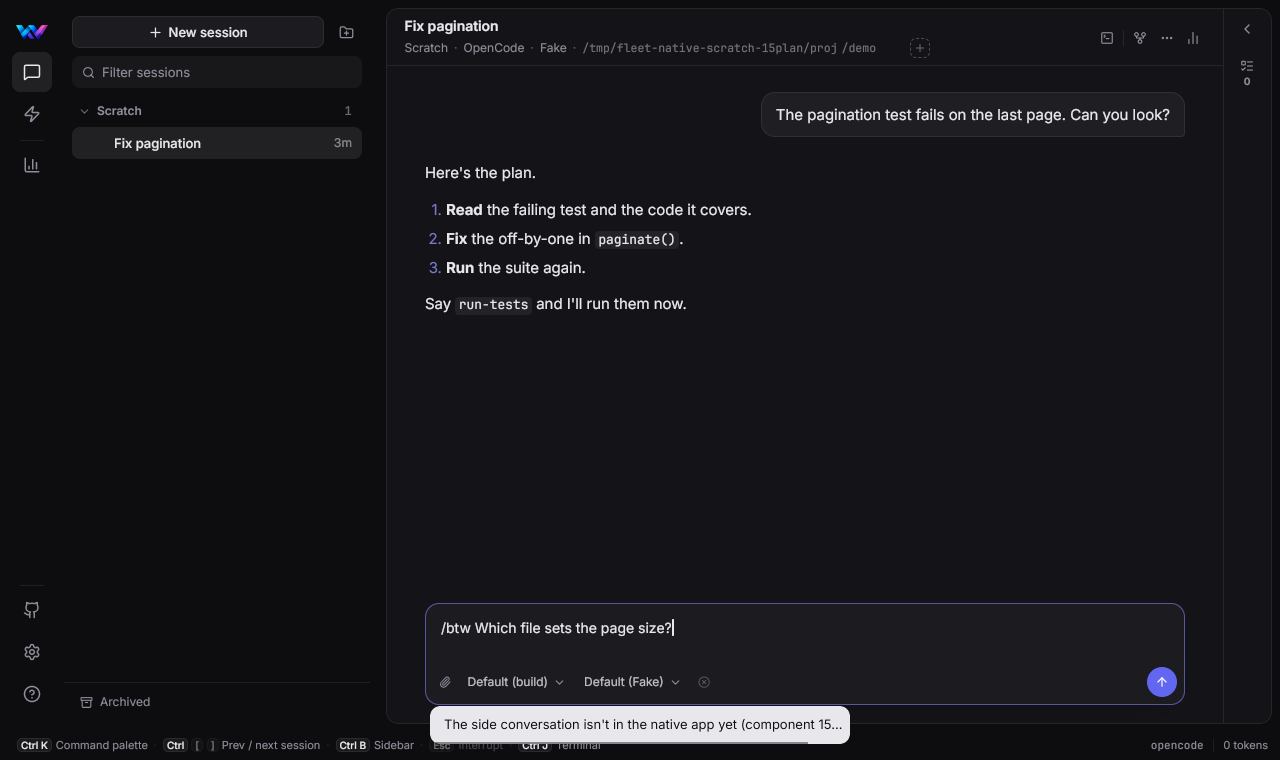 New session
Filter sessions
Scratch 1
Fix pagination 3m
Archived
Fix pagination
Scratch · OpenCode · Fake · /tmp/fleet-native-scratch-15plan/proj /demo
0
The pagination test fails on the last page. Can you look?
Here's the plan.
1. Read the failing test and the code it covers.
2. Fix the off-by-one in paginate().
3. Run the suite again.
Say run-tests and I'll run them now.
/btw Which file sets the page size?
Default (build) Default (Fake)
The side conversation isn't in the native app yet (component 15…
Ctrl K Command palette · Ctrl [ ] Prev / next session · Ctrl B Sidebar · Esc Interrupt · Ctrl J Terminal
opencode 0 tokens